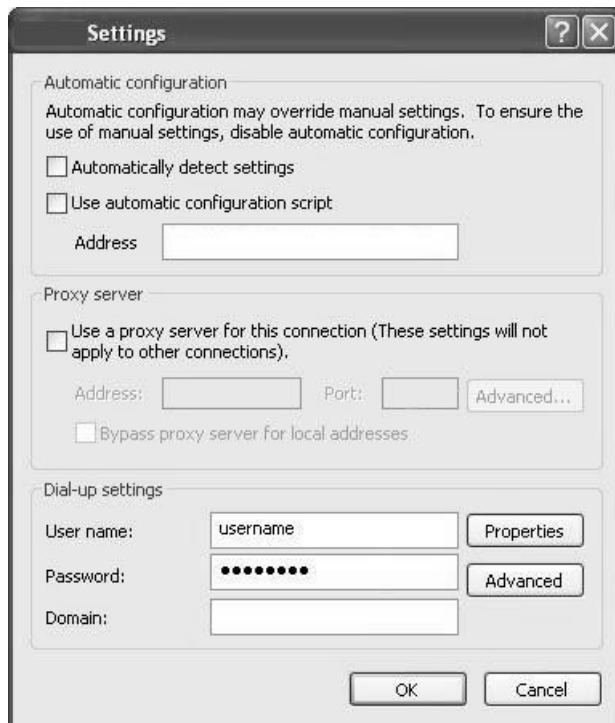 Settings
Automatic configuration
Automatic configuration may override manual settings. To ensure the
use of manual settings, disable automatic configuration.
Automatically detect settings
Use automatic configuration script
Address
Proxy server
Use a proxy server for this connection (These settings will not
apply to other connections).
Address:
Port:
Advanced...
Bypass proxy server for local addresses
Dial-up settings
User name:
username
Properties
Password:
••••••••
Advanced
Domain:
OK
Cancel